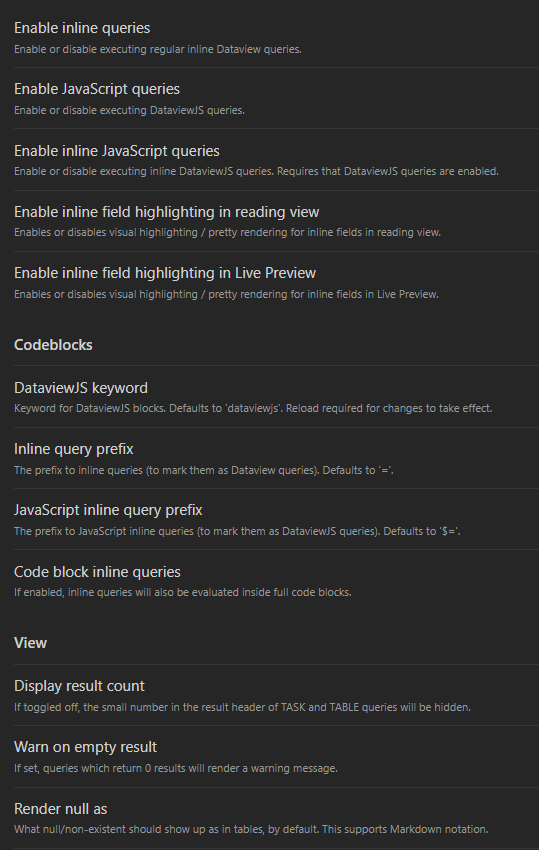 Enable inline queries
Enable or disable executing regular inline Dataview queries.
Enable JavaScript queries
Enable or disable executing DataviewJS queries.
Enable inline JavaScript queries
Enable or disable executing inline DataviewJS queries. Requires that DataviewJS queries are enabled.
Enable inline field highlighting in reading view
Enables or disables visual highlighting / pretty rendering for inline fields in reading view.
Enable inline field highlighting in Live Preview
Enables or disables visual highlighting / pretty rendering for inline fields in Live Preview.
Codeblocks
DataviewJS keyword
Keyword for DataviewJS blocks. Defaults to 'dataviewjs'. Reload required for changes to take effect.
Inline query prefix
The prefix to inline queries (to mark them as Dataview queries). Defaults to '='.
JavaScript inline query prefix
The prefix to JavaScript inline queries (to mark them as DataviewJS queries). Defaults to '$='.
Code block inline queries
If enabled, inline queries will also be evaluated inside full code blocks.
View
Display result count
If toggled off, the small number in the result header of TASK and TABLE queries will be hidden.
Warn on empty result
If set, queries which return 0 results will render a warning message.
Render null as
What null/non-existent should show up as in tables, by default. This supports Markdown notation.